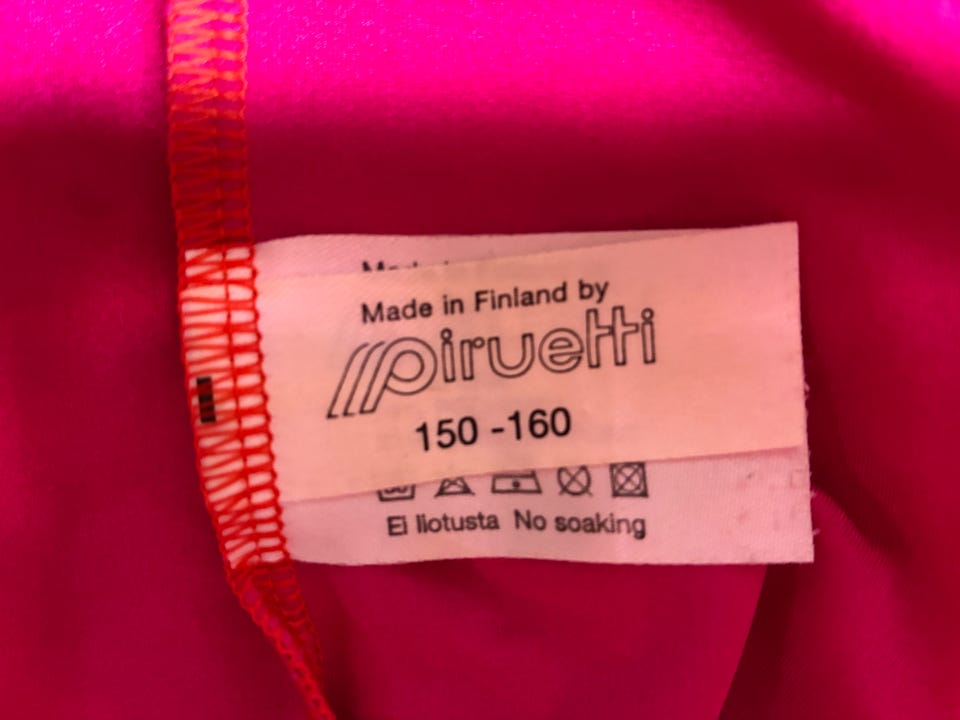 Made in Finland by
piruetti
150 -160
Ei liotusta No soaking